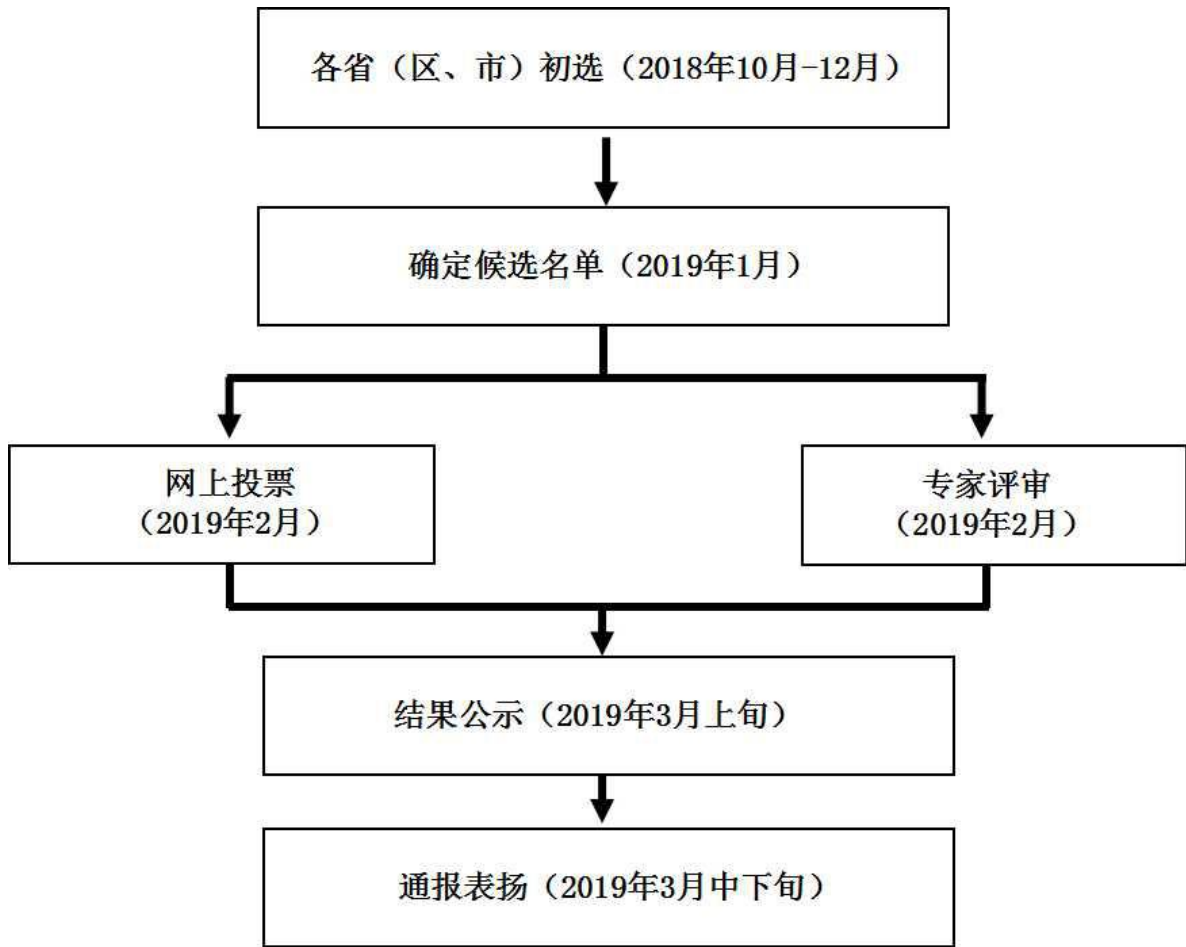 各省（区、市）初选（2018年10月-12月）
确定候选名单（2019年1月）
网上投票
（2019年2月）
专家评审
（2019年2月）
结果公示（2019年3月上旬）
通报表扬（2019年3月中下旬）